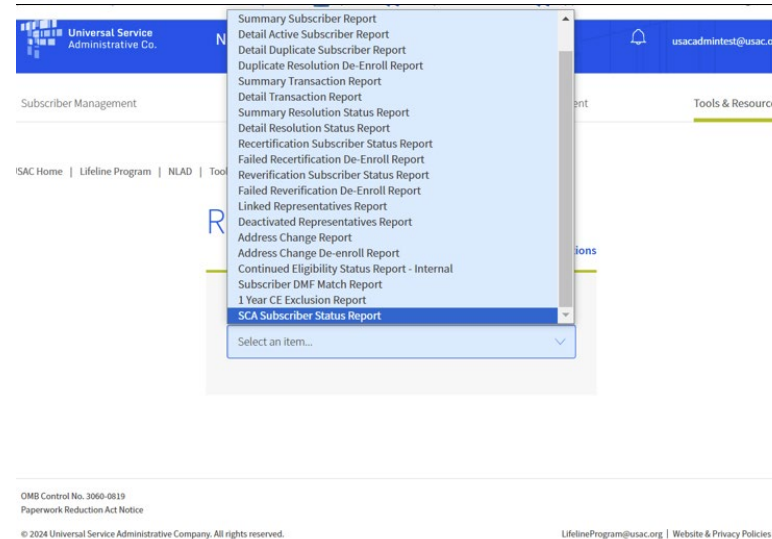 Universal Service
Administrative Co.
N
usacadmintest@usac.o
Subscriber Management
ent
Tools & Resourc
SAC Home | Lifeline Program | NLAD | Tool
R
ions
Summary Subscriber Report
Detail Active Subscriber Report
Detail Duplicate Subscriber Report
Duplicate Resolution De-Enroll Report
Summary Transaction Report
Detail Transaction Report
Summary Resolution Status Report
Detail Resolution Status Report
Recertification Subscriber Status Report
Failed Recertification De-Enroll Report
Reverification Subscriber Status Report
Failed Reverification De-Enroll Report
Linked Representatives Report
Deactivated Representatives Report
Address Change Report
Address Change De-enroll Report
Continued Eligibility Status Report - Internal
Subscriber DMF Match Report
1 Year CE Exclusion Report
SCA Subscriber Status Report
Select an item...
OMB Control No. 3060-0819
Paperwork Reduction Act Notice
© 2024 Universal Service Administrative Company. All rights reserved.
LifelineProgram@usac.org | Website & Privacy Policies